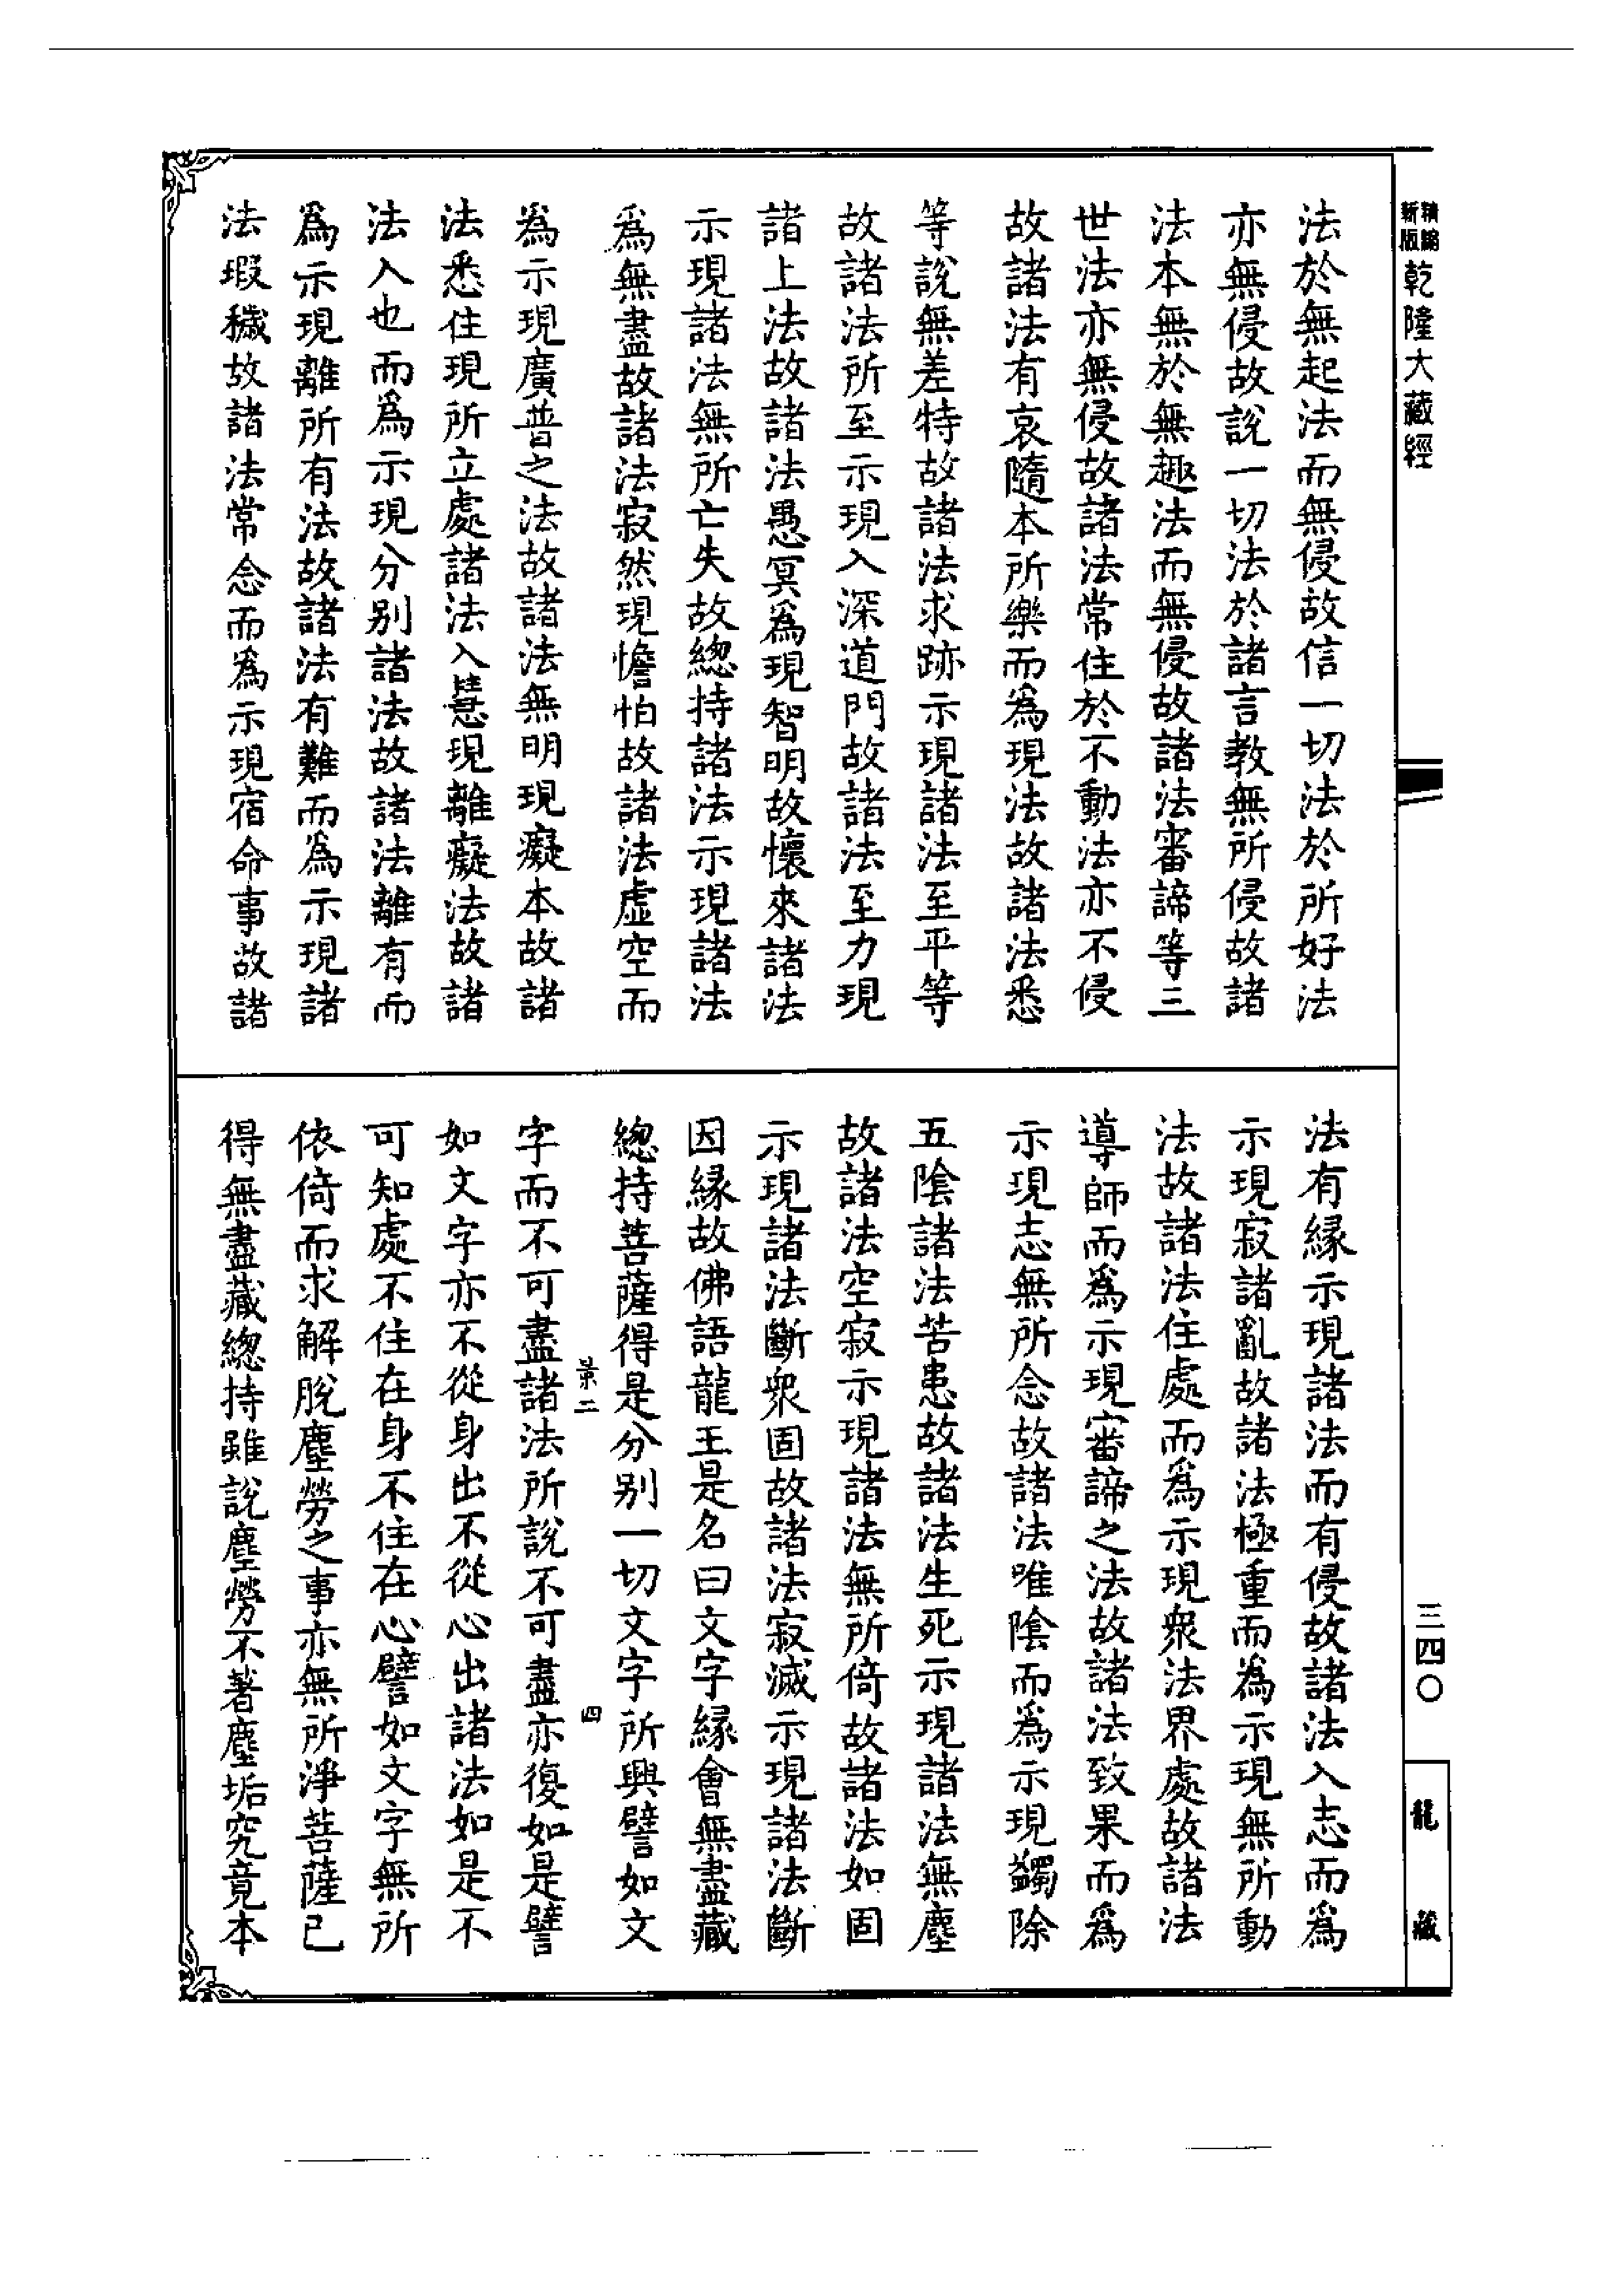 精編新版
乾隆大藏經
法於無起法而無侵故信一切法於所好法
亦無侵故說一切法於諸言教無所侵故諸
法本無於無趣法而無侵故諸法審諦等三
世法亦無侵故諸法常住於不動法亦不侵
故諸法有哀隨本所樂而爲現法故諸法悉
等說無差特故諸法求跡示現諸法至平等
故諸法所至示現入深道門故諸法至力現
諸上法故諸法愚冥爲現智明故懷來諸法
示現諸法無所亡失故總持諸法示現諸法
爲無盡故諸法寂然現憺怕故諸法虛空而
爲示現廣普之法故諸法無明現癡本故諸
法悉住現所立處諸法入慧現離癡法故諸
法入也而爲示現分別諸法故諸法離有而
爲示現離所有法故諸法有難而爲示現諸
法瑕穢故諸法常念而爲示現宿命事故諸
法有緣示現諸法而有侵故諸法入志而爲
示現寂諸亂故諸法極重而為示現無所動
法故諸法住處而爲示現衆法界處故諸法
導師而爲示現審諦之法故諸法致果而爲
示現志無所念故諸法唯陰而爲示現蠲除
五陰諸法苦患故諸法生死示現諸法無塵
故諸法空寂示現諸法無所倚故諸法如固
示現諸法斷衆固故諸法寂滅示現諸法斷
因緣故佛語龍王是名曰文字緣會無盡藏
總持菩薩得是分別一切文字所興譬如文
景二
四
字而不可盡諸法所說不可盡亦復如是譬
如文字亦不從身出不從心出諸法如是不
可知處不住在身不住在心譬如文字無所
依倚而求解脫塵勞之事亦無所淨菩薩已
得無盡藏總持雖說塵勞不著塵垢究竟本
三四〇
龍藏